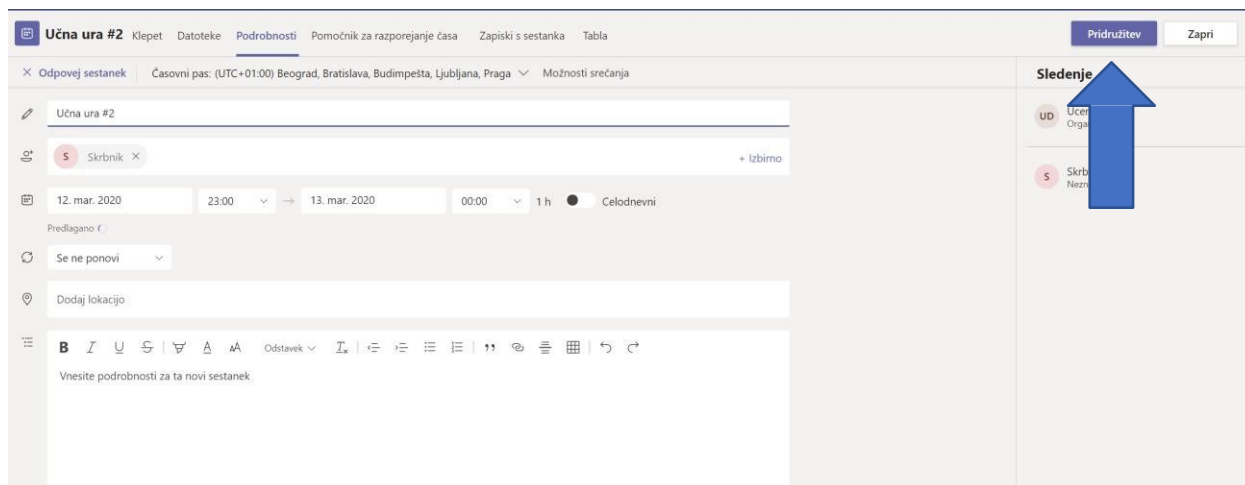 Učna ura #2 Klepet Datoteke Podrobnosti Pomočnik za razporejanje časa Zapiski s sestanka Tabla Pridružitev Zapri
Odpovej sestanek Časovni pas: (UTC+01:00) Beograd, Bratislava, Budimpešta, Ljubljana, Praga Možnosti srečanja
Sledenje
Učna ura #2
UD
S Skrbnik + Izbirno
S
12. mar. 2020 23:00 → 13. mar. 2020 00:00 1 h Celodnevni
Predlagano
Se ne ponovi
Dodaj lokacijo
B I U S A AA Odstavek
Vnesite podrobnosti za ta novi sestanek